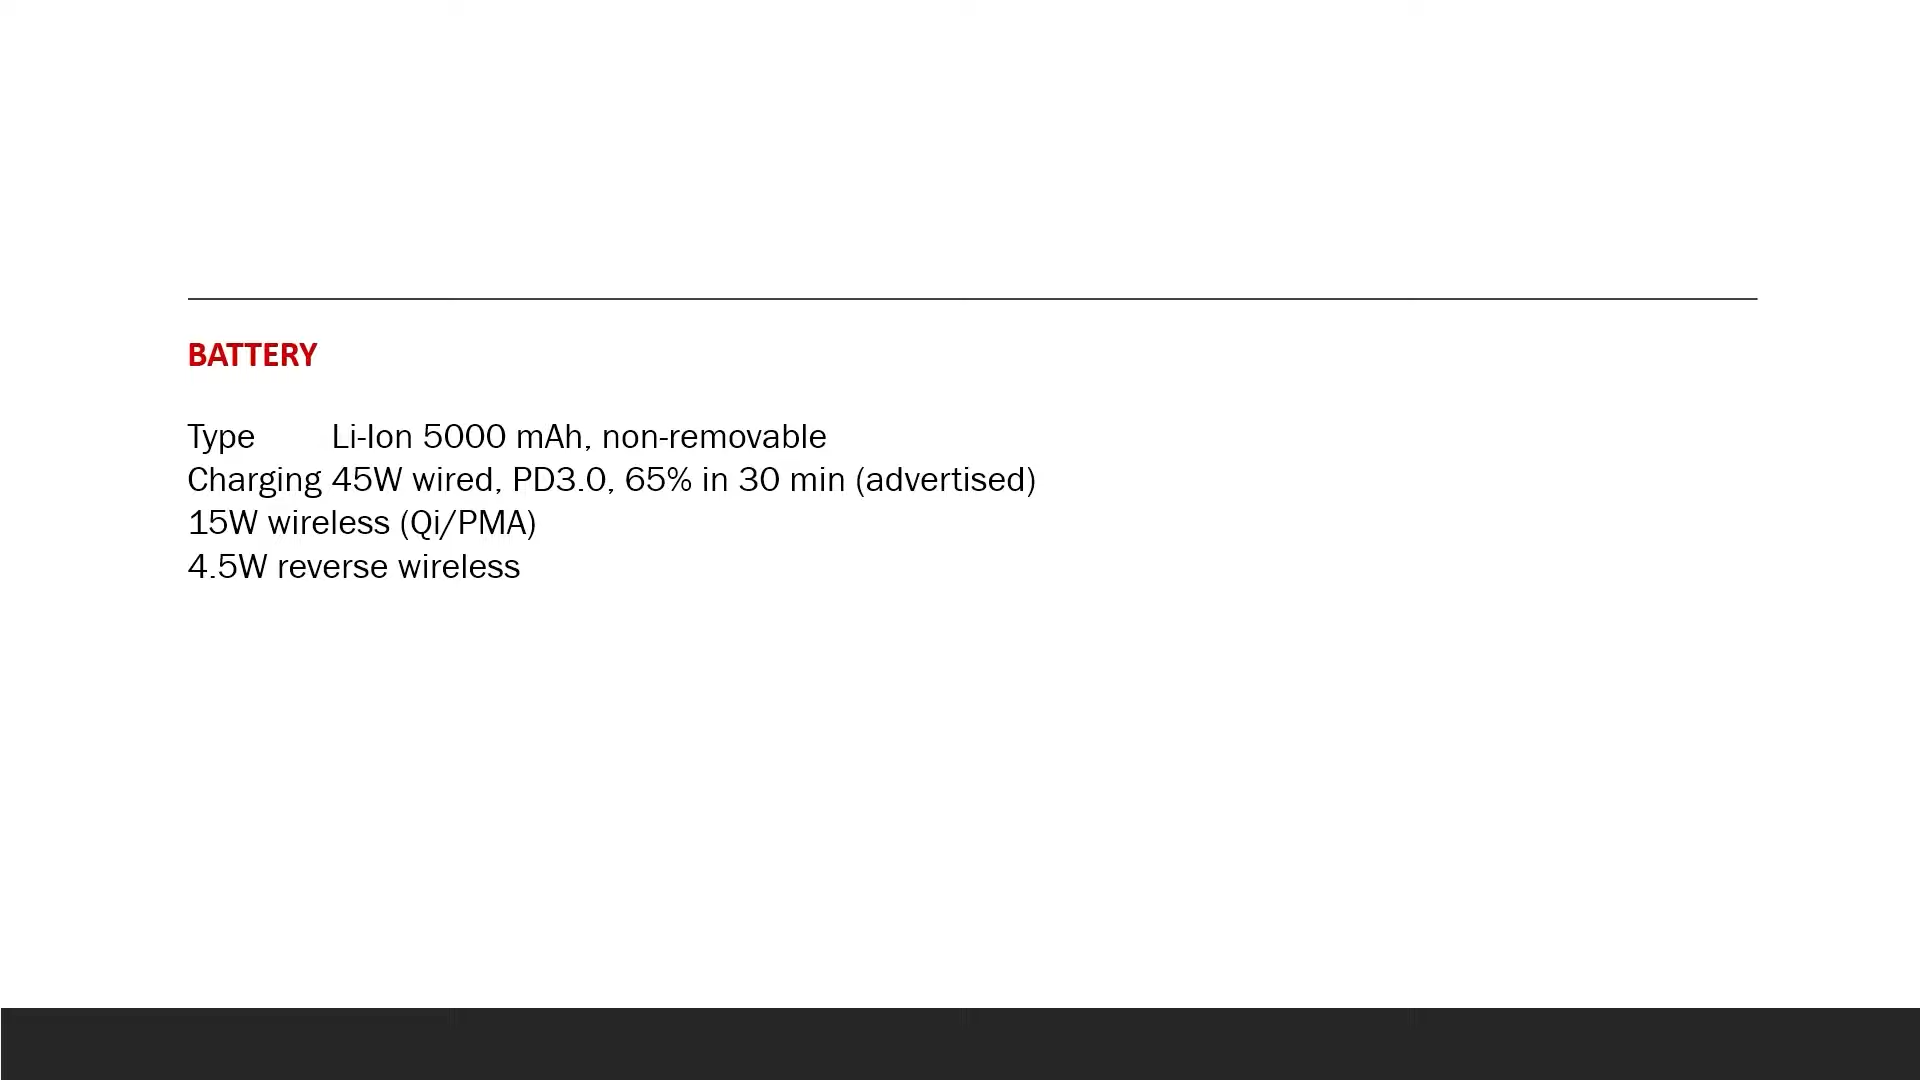 BATTERY
Type Li-Ion 5000 mAh, non-removable
Charging 45W wired, PD3.0, 65% in 30 min (advertised)
15W wireless (Qi/PMA)
4.5W reverse wireless